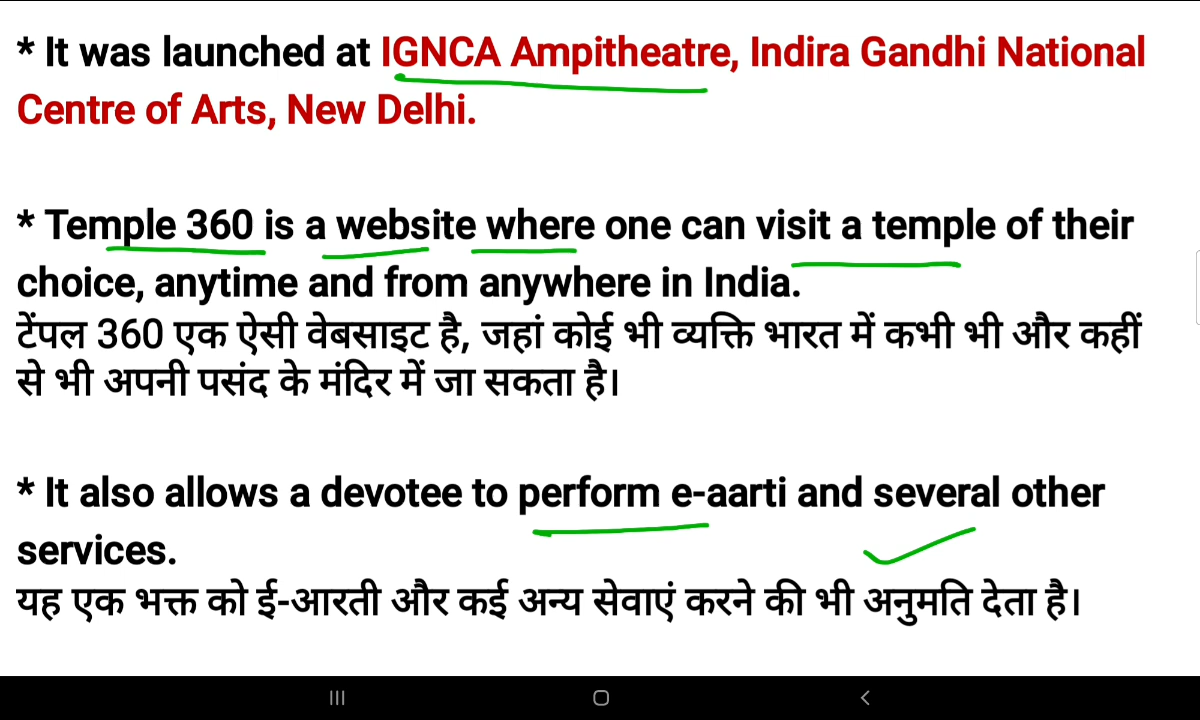 * It was launched at IGNCA Ampitheatre, Indira Gandhi National
Centre of Arts, New Delhi.
* Temple 360 is a website where one can visit a temple of their
choice, anytime and from anywhere in India.
टेंपल 360 एक ऐसी वेबसाइट है, जहां कोई भी व्यक्ति भारत में कभी भी और कहीं
से भी अपनी पसंद के मंदिर में जा सकता है।
* It also allows a devotee to perform e-aarti and several other
services.
यह एक भक्त को ई-आरती और कई अन्य सेवाएं करने की भी अनुमति देता है।